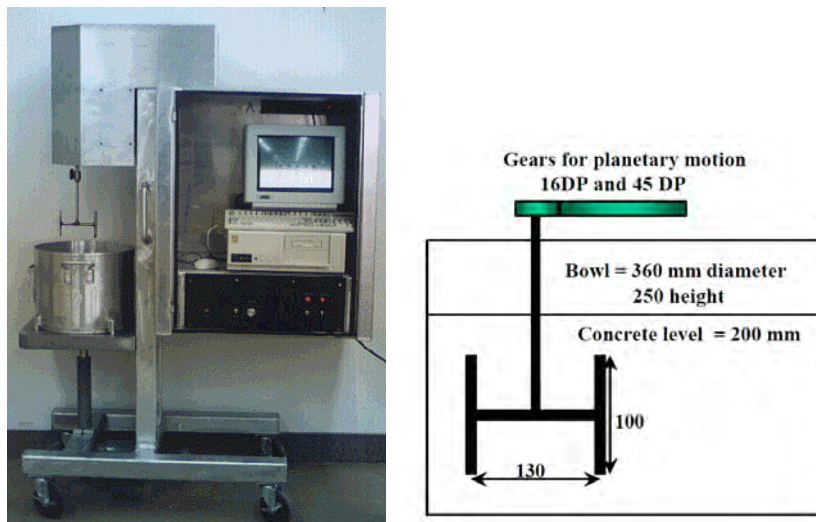 Gears for planetary motion
16DP and 45 DP
Bowl = 360 mm diameter
250 height
Concrete level = 200 mm
100
130